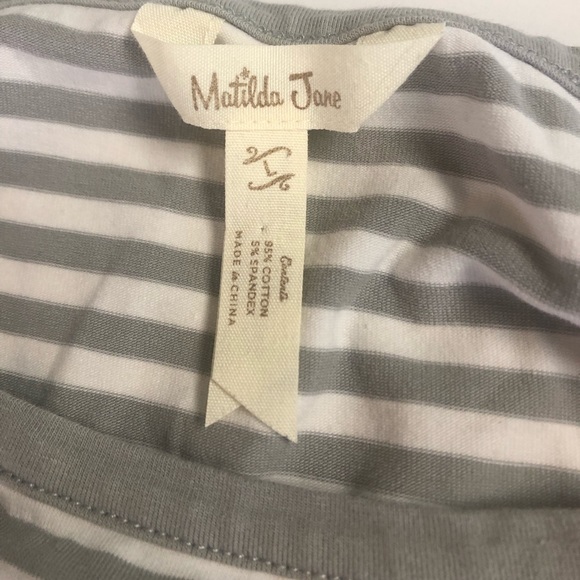 Matilda Jane
L
Contents
95% COTTON
5% SPANDEX
MADE in CHINA